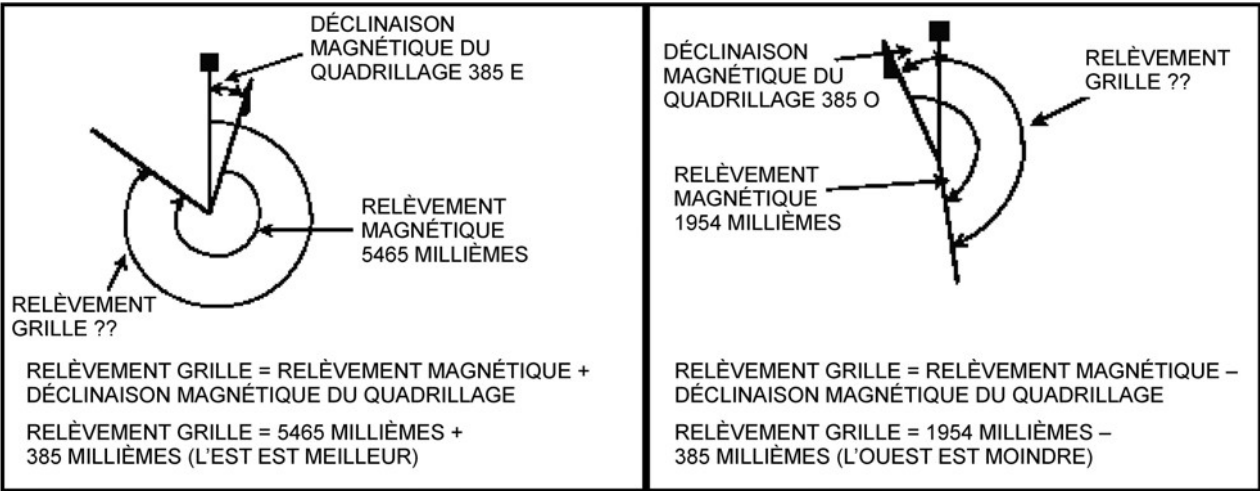 DÉCLINAISON
MAGNÉTIQUE DU
QUADRILLAGE 385 E
RELÈVEMENT
MAGNÉTIQUE
5465 MILLIÈMES
RELÈVEMENT
GRILLE ??
RELÈVEMENT GRILLE = RELÈVEMENT MAGNÉTIQUE +
DÉCLINAISON MAGNÉTIQUE DU QUADRILLAGE
RELÈVEMENT GRILLE = 5465 MILLIÈMES +
385 MILLIÈMES (L'EST EST MEILLEUR)
DÉCLINAISON
MAGNÉTIQUE DU
QUADRILLAGE 385 O
RELÈVEMENT
GRILLE ??
RELÈVEMENT
MAGNÉTIQUE
1954 MILLIÈMES
RELÈVEMENT GRILLE = RELÈVEMENT MAGNÉTIQUE –
DÉCLINAISON MAGNÉTIQUE DU QUADRILLAGE
RELÈVEMENT GRILLE = 1954 MILLIÈMES –
385 MILLIÈMES (L'OUEST EST MOINDRE)